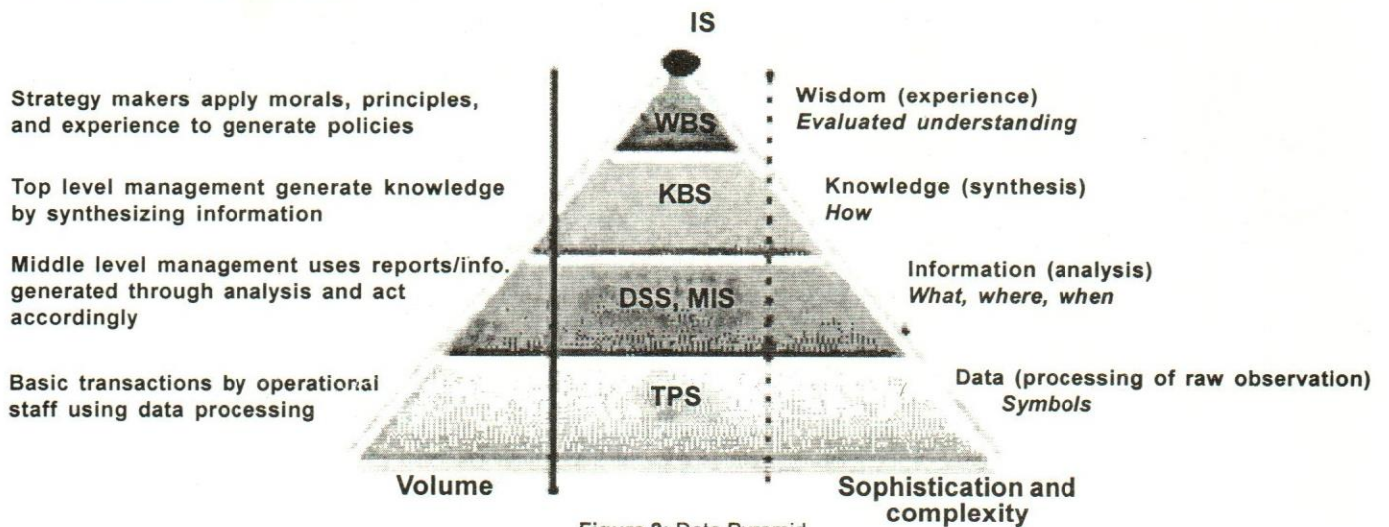 IS
Strategy makers apply morals, principles,
and experience to generate policies
WBS
Wisdom (experience)
Evaluated understanding
Top level management generate knowledge
by synthesizing information
KBS
Knowledge (synthesis)
How
Middle level management uses reports/info.
generated through analysis and act
accordingly
DSS, MIS
Information (analysis)
What, where, when
Basic transactions by operational
staff using data processing
TPS
Data (processing of raw observation)
Symbols
Volume
Sophistication and
complexity
Data Pyramid